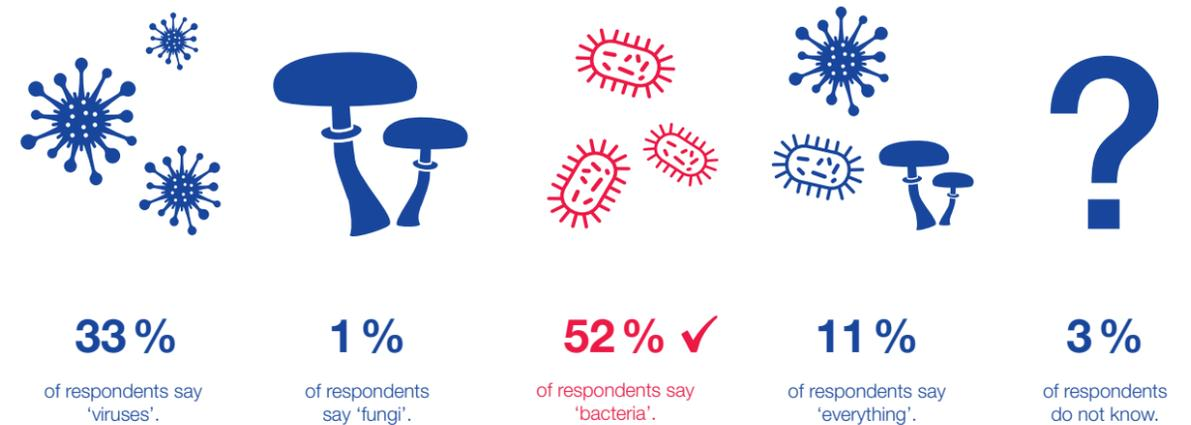 33 %
of respondents say
‘viruses’.
1 %
of respondents
say ‘fungi’.
52 % ✓
of respondents say
‘bacteria’.
11 %
of respondents say
‘everything’.
3 %
of respondents
do not know.